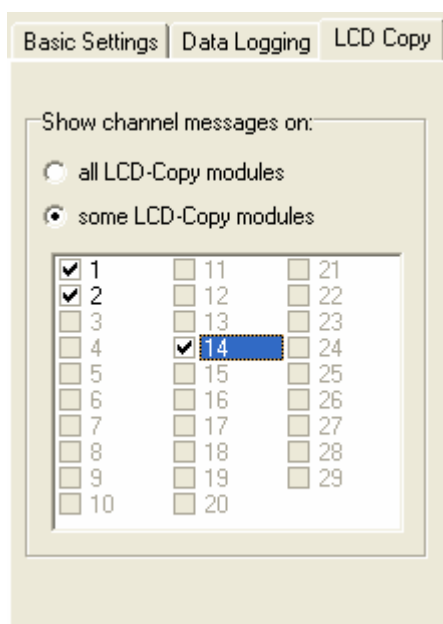 Basic Settings Data Logging LCD Copy
Show channel messages on:
all LCD-Copy modules
some LCD-Copy modules
1 11 21
2 12 22
3 13 23
4 14 24
5 15 25
6 16 26
7 17 27
8 18 28
9 19 29
10 20